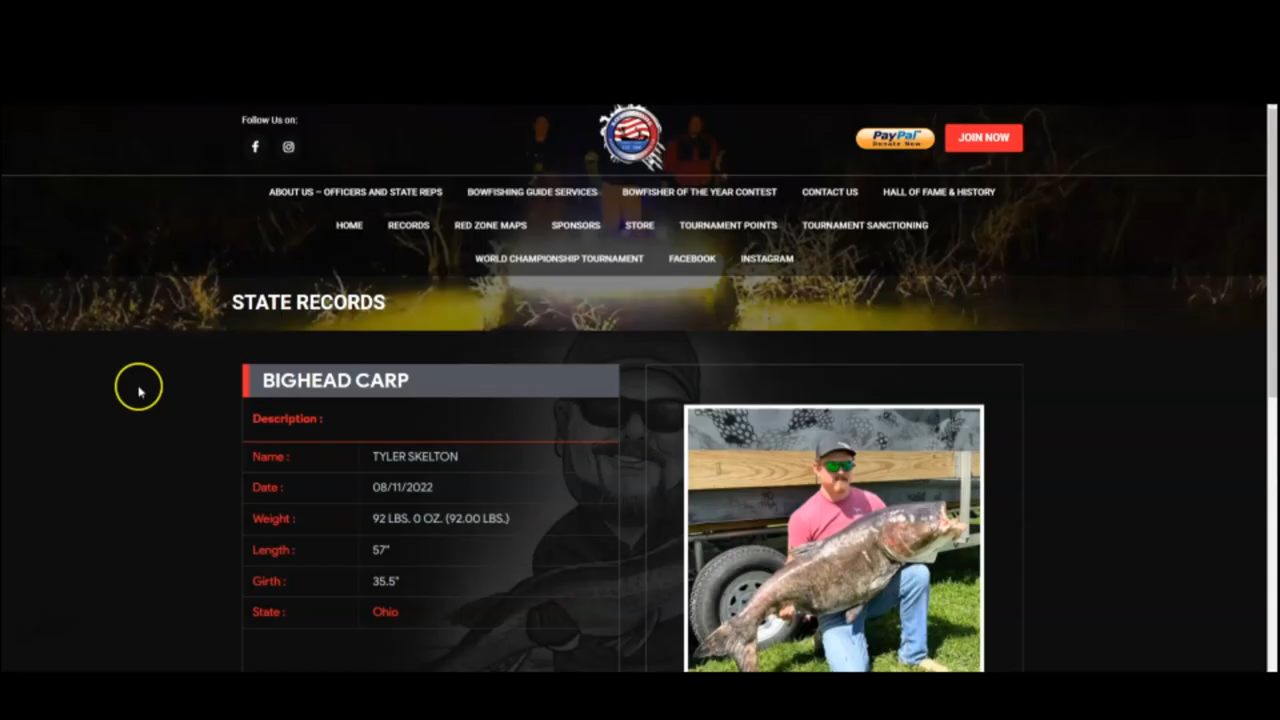 Follow Us on:
PayPal
Donate Now
JOIN NOW
ABOUT US – OFFICERS AND STATE REPS BOWFISHING GUIDE SERVICES BOWFISHER OF THE YEAR CONTEST CONTACT US HALL OF FAME & HISTORY
HOME RECORDS RED ZONE MAPS SPONSORS STORE TOURNAMENT POINTS TOURNAMENT SANCTIONING
WORLD CHAMPIONSHIP TOURNAMENT FACEBOOK INSTAGRAM
STATE RECORDS
BIGHEAD CARP
Description :
Name : TYLER SKELTON
Date : 08/11/2022
Weight : 92 LBS. 0 OZ. (92.00 LBS.)
Length : 57"
Girth : 35.5"
State : Ohio